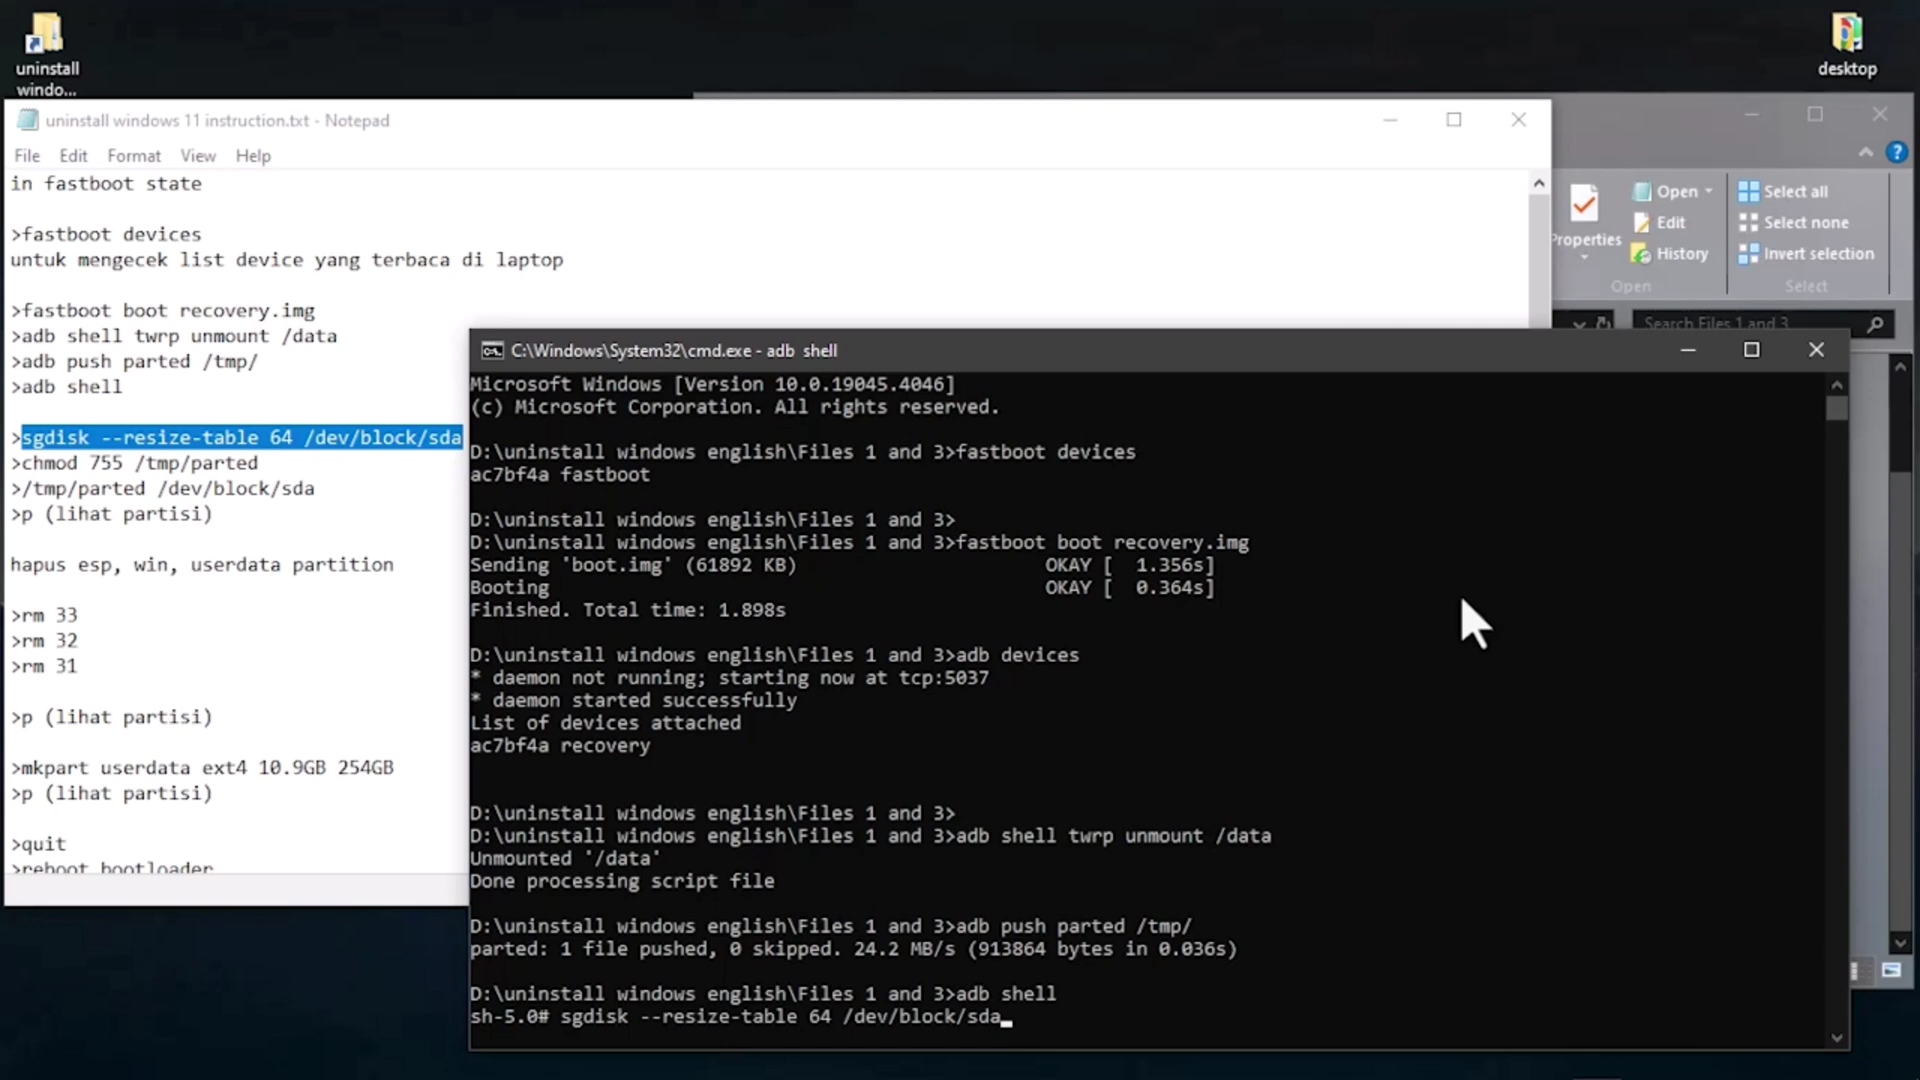 uninstall
windo...
desktop
uninstall windows 11 instruction.txt - Notepad
File Edit Format View Help
in fastboot state
>fastboot devices
untuk mengecek list device yang terbaca di laptop
>fastboot boot recovery.img
>adb shell twrp unmount /data
>adb push parted /tmp/
>adb shell
>sgdisk --resize-table 64 /dev/block/sda
>chmod 755 /tmp/parted
>/tmp/parted /dev/block/sda
>p (lihat partisi)
hapus esp, win, userdata partition
>rm 33
>rm 32
>rm 31
>p (lihat partisi)
>mkpart userdata ext4 10.9GB 254GB
>p (lihat partisi)
>quit
>reboot bootloader
Properties
Open
Edit
History
Open
Select all
Select none
Invert selection
Select
Search Files 1 and 3
C:\Windows\System32\cmd.exe - adb shell
Microsoft Windows [Version 10.0.19045.4046]
(c) Microsoft Corporation. All rights reserved.
D:\uninstall windows english\Files 1 and 3>fastboot devices
ac7bf4a fastboot
D:\uninstall windows english\Files 1 and 3>
D:\uninstall windows english\Files 1 and 3>fastboot boot recovery.img
Sending 'boot.img' (61892 KB) OKAY [ 1.356s]
Booting OKAY [ 0.364s]
Finished. Total time: 1.898s
D:\uninstall windows english\Files 1 and 3>adb devices
* daemon not running; starting now at tcp:5037
* daemon started successfully
List of devices attached
ac7bf4a recovery
D:\uninstall windows english\Files 1 and 3>
D:\uninstall windows english\Files 1 and 3>adb shell twrp unmount /data
Unmounted '/data'
Done processing script file
D:\uninstall windows english\Files 1 and 3>adb push parted /tmp/
parted: 1 file pushed, 0 skipped. 24.2 MB/s (913864 bytes in 0.036s)
D:\uninstall windows english\Files 1 and 3>adb shell
sh-5.0# sgdisk --resize-table 64 /dev/block/sda